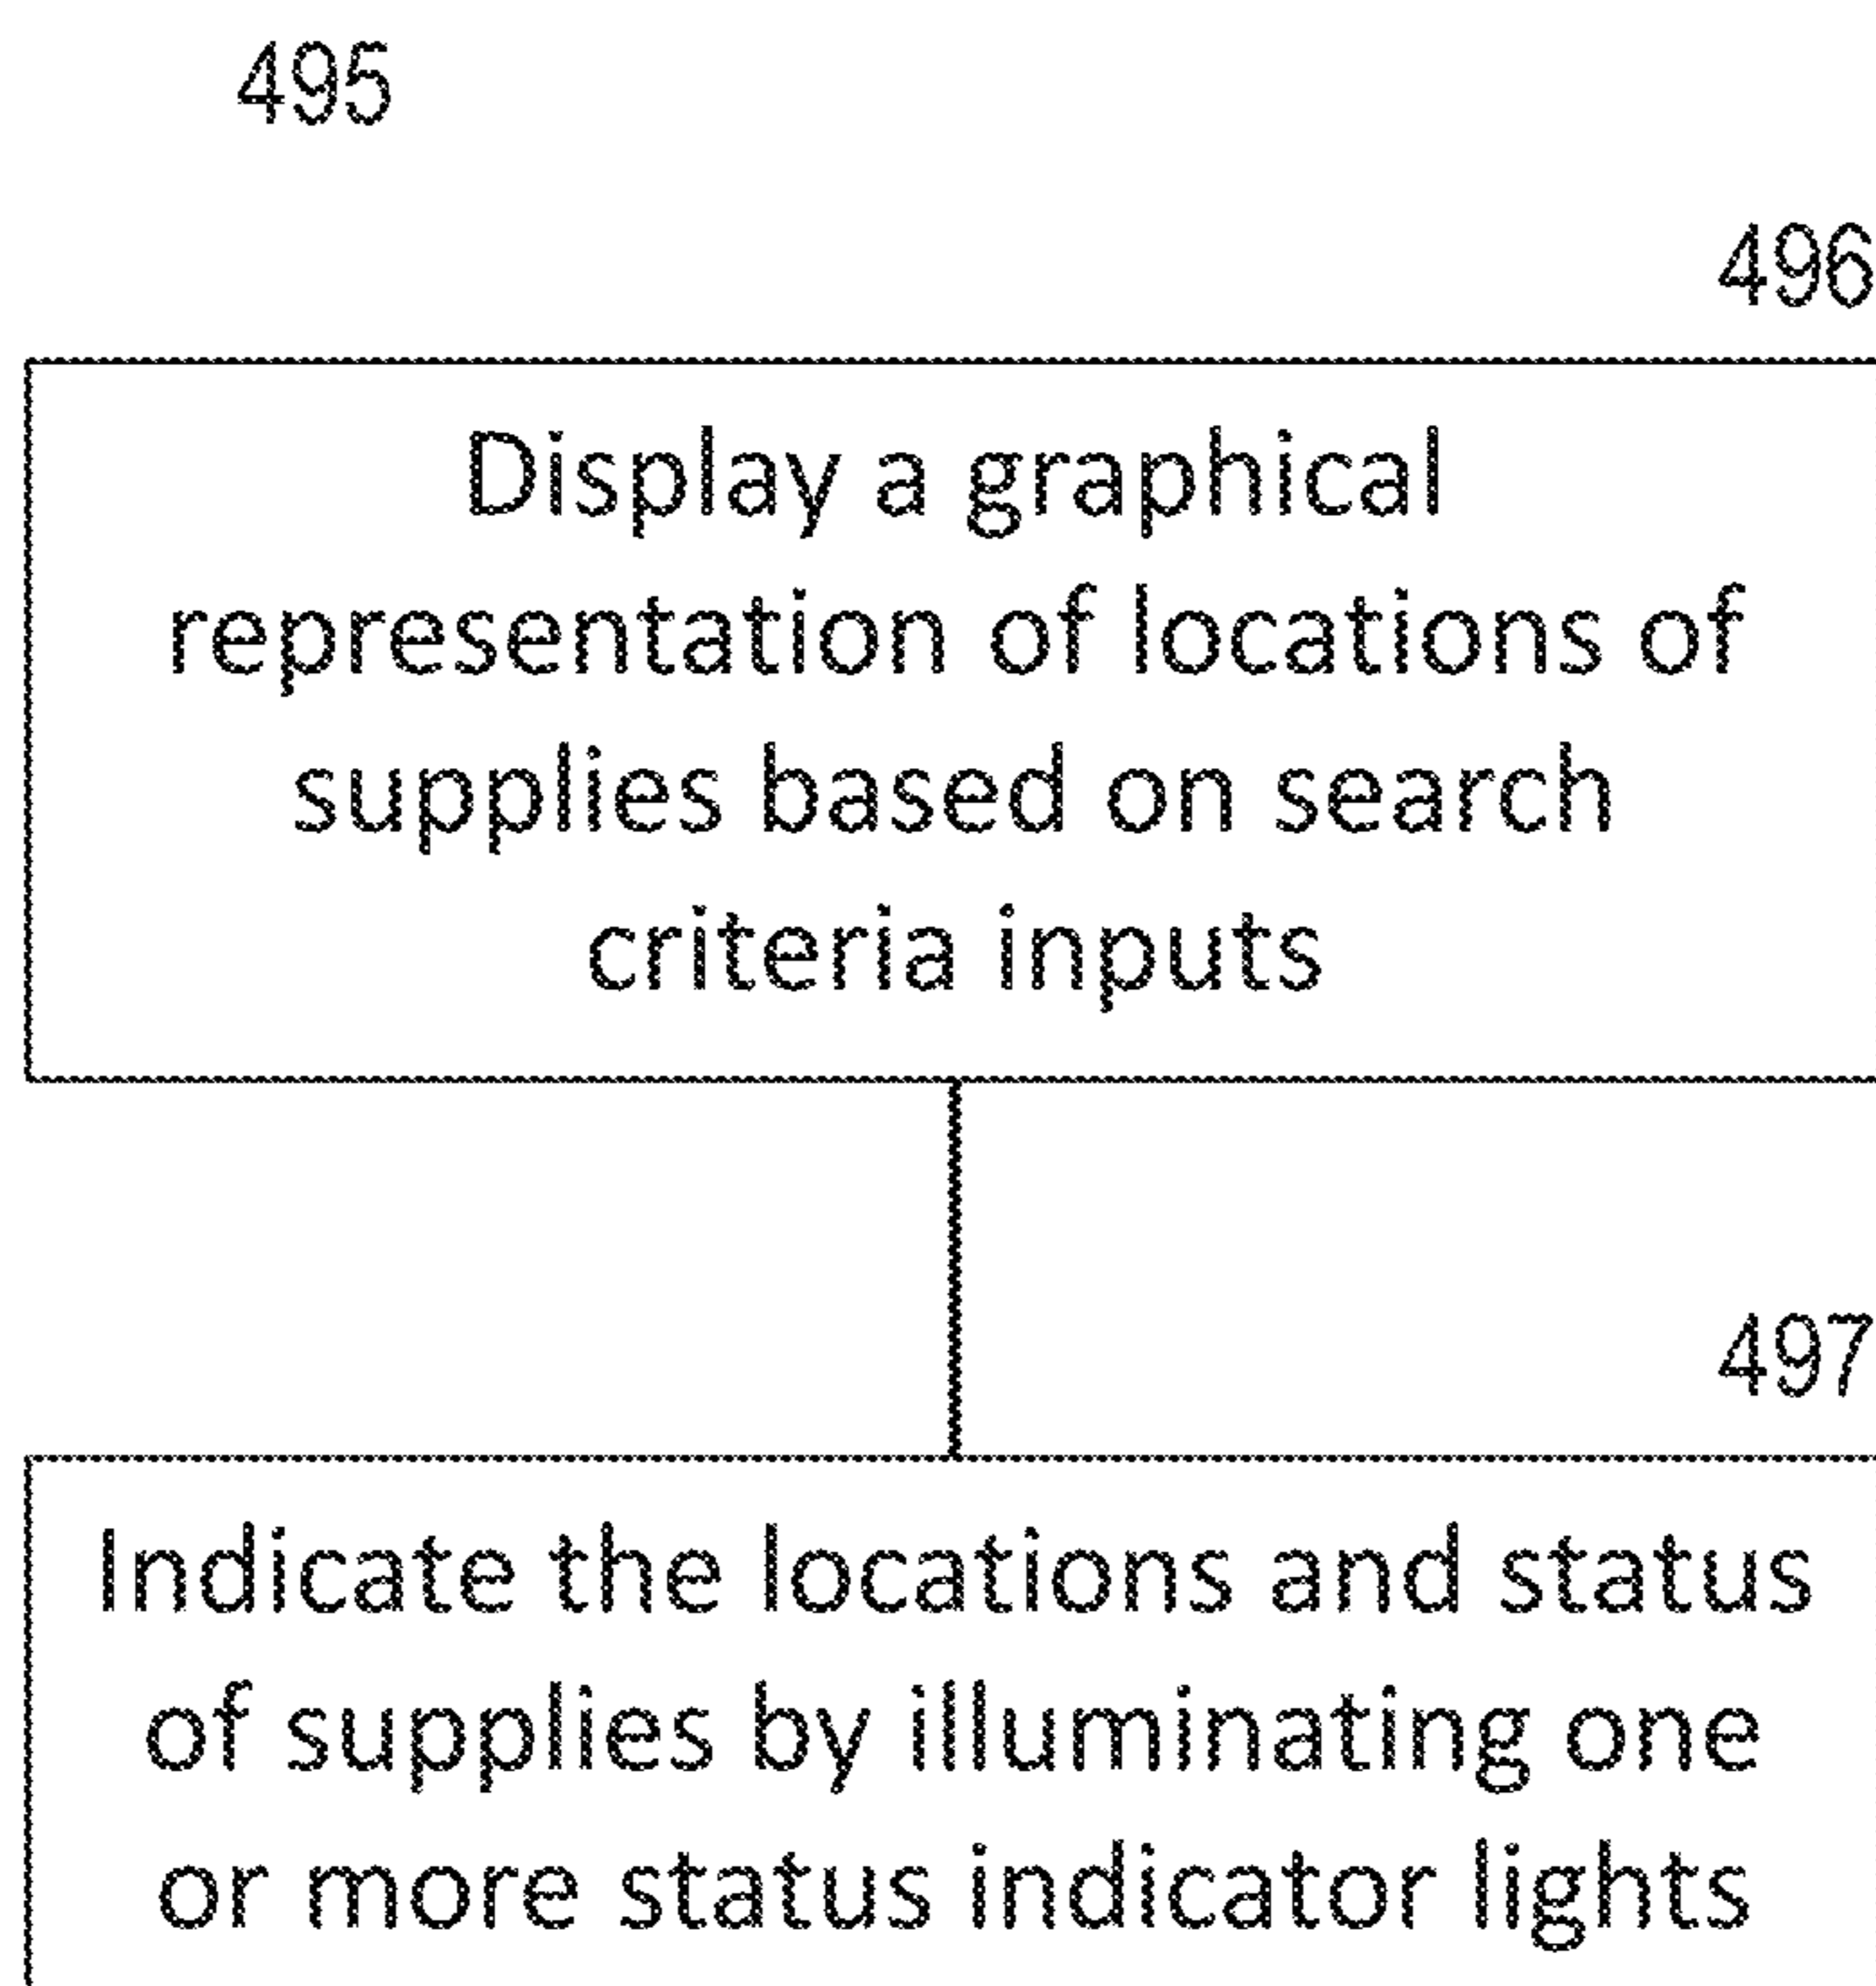 495
496
Display a graphical
representation of locations of
supplies based on search
criteria inputs
497
Indicate the locations and status
of supplies by illuminating one
or more status indicator lights